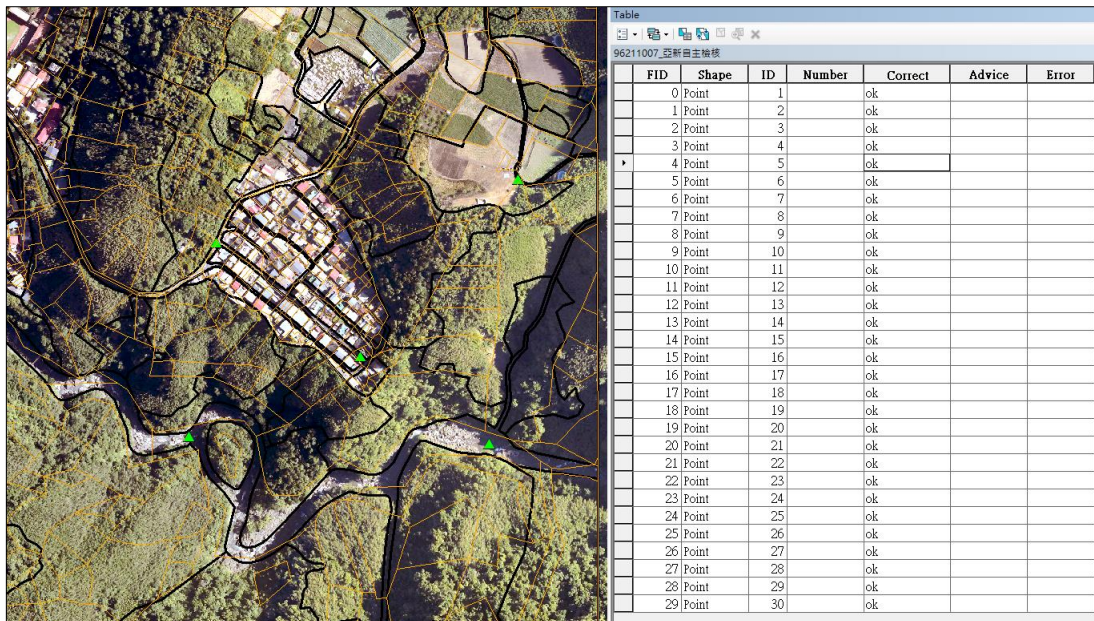 Table
96211007_亞新自主檢核
FID Shape ID Number Correct Advice Error
0 Point 1 ok
1 Point 2 ok
2 Point 3 ok
3 Point 4 ok
4 Point 5 ok
5 Point 6 ok
6 Point 7 ok
7 Point 8 ok
8 Point 9 ok
9 Point 10 ok
10 Point 11 ok
11 Point 12 ok
12 Point 13 ok
13 Point 14 ok
14 Point 15 ok
15 Point 16 ok
16 Point 17 ok
17 Point 18 ok
18 Point 19 ok
19 Point 20 ok
20 Point 21 ok
21 Point 22 ok
22 Point 23 ok
23 Point 24 ok
24 Point 25 ok
25 Point 26 ok
26 Point 27 ok
27 Point 28 ok
28 Point 29 ok
29 Point 30 ok